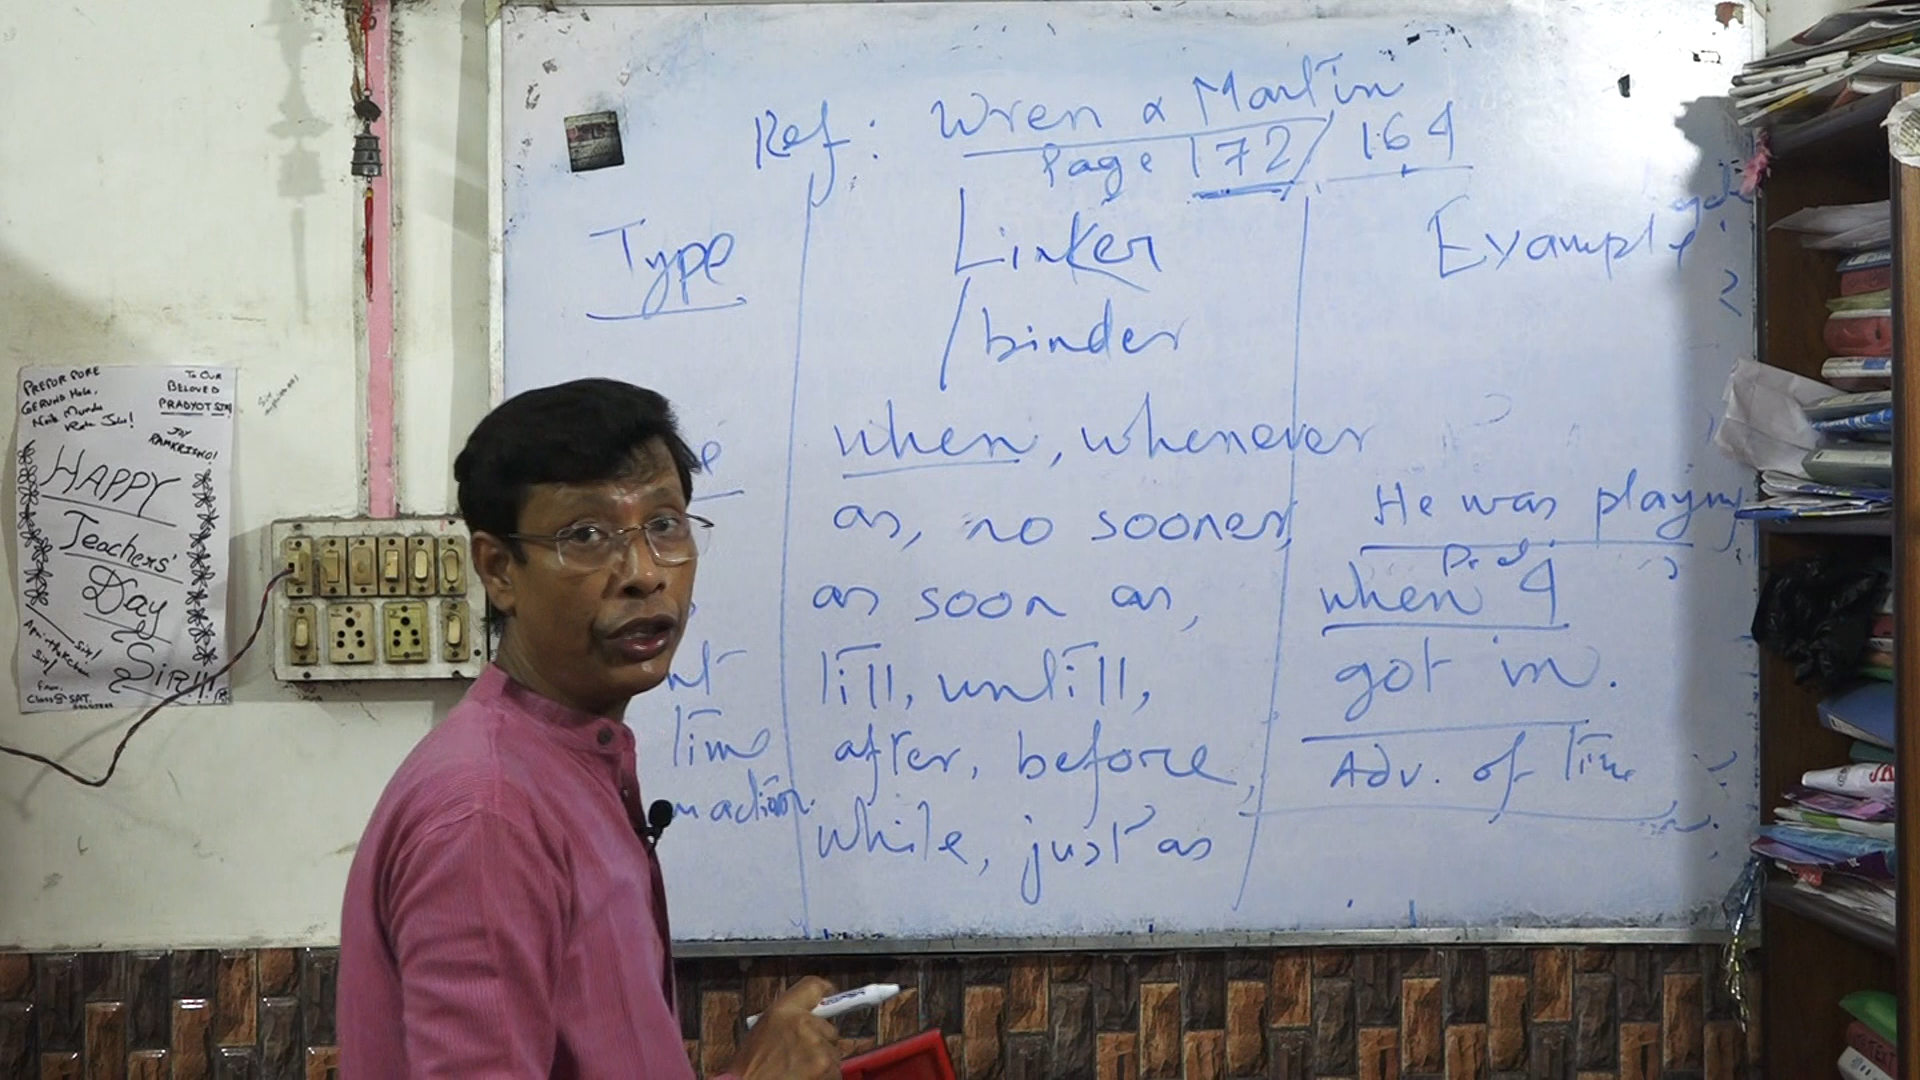 Ref: Wren & Martin
Page 172/164
Type
Linker
/binder
Example
when, whenever
as, no sooner,
as soon as,
till, untill,
after, before,
while, just as
He was playing
when I
got in.
Adv. of Time
Time
action.
To Our
BELOVED
PRADYOT SIR!
JOY
HAPPY
Teachers'
Day
SIR!!!
from